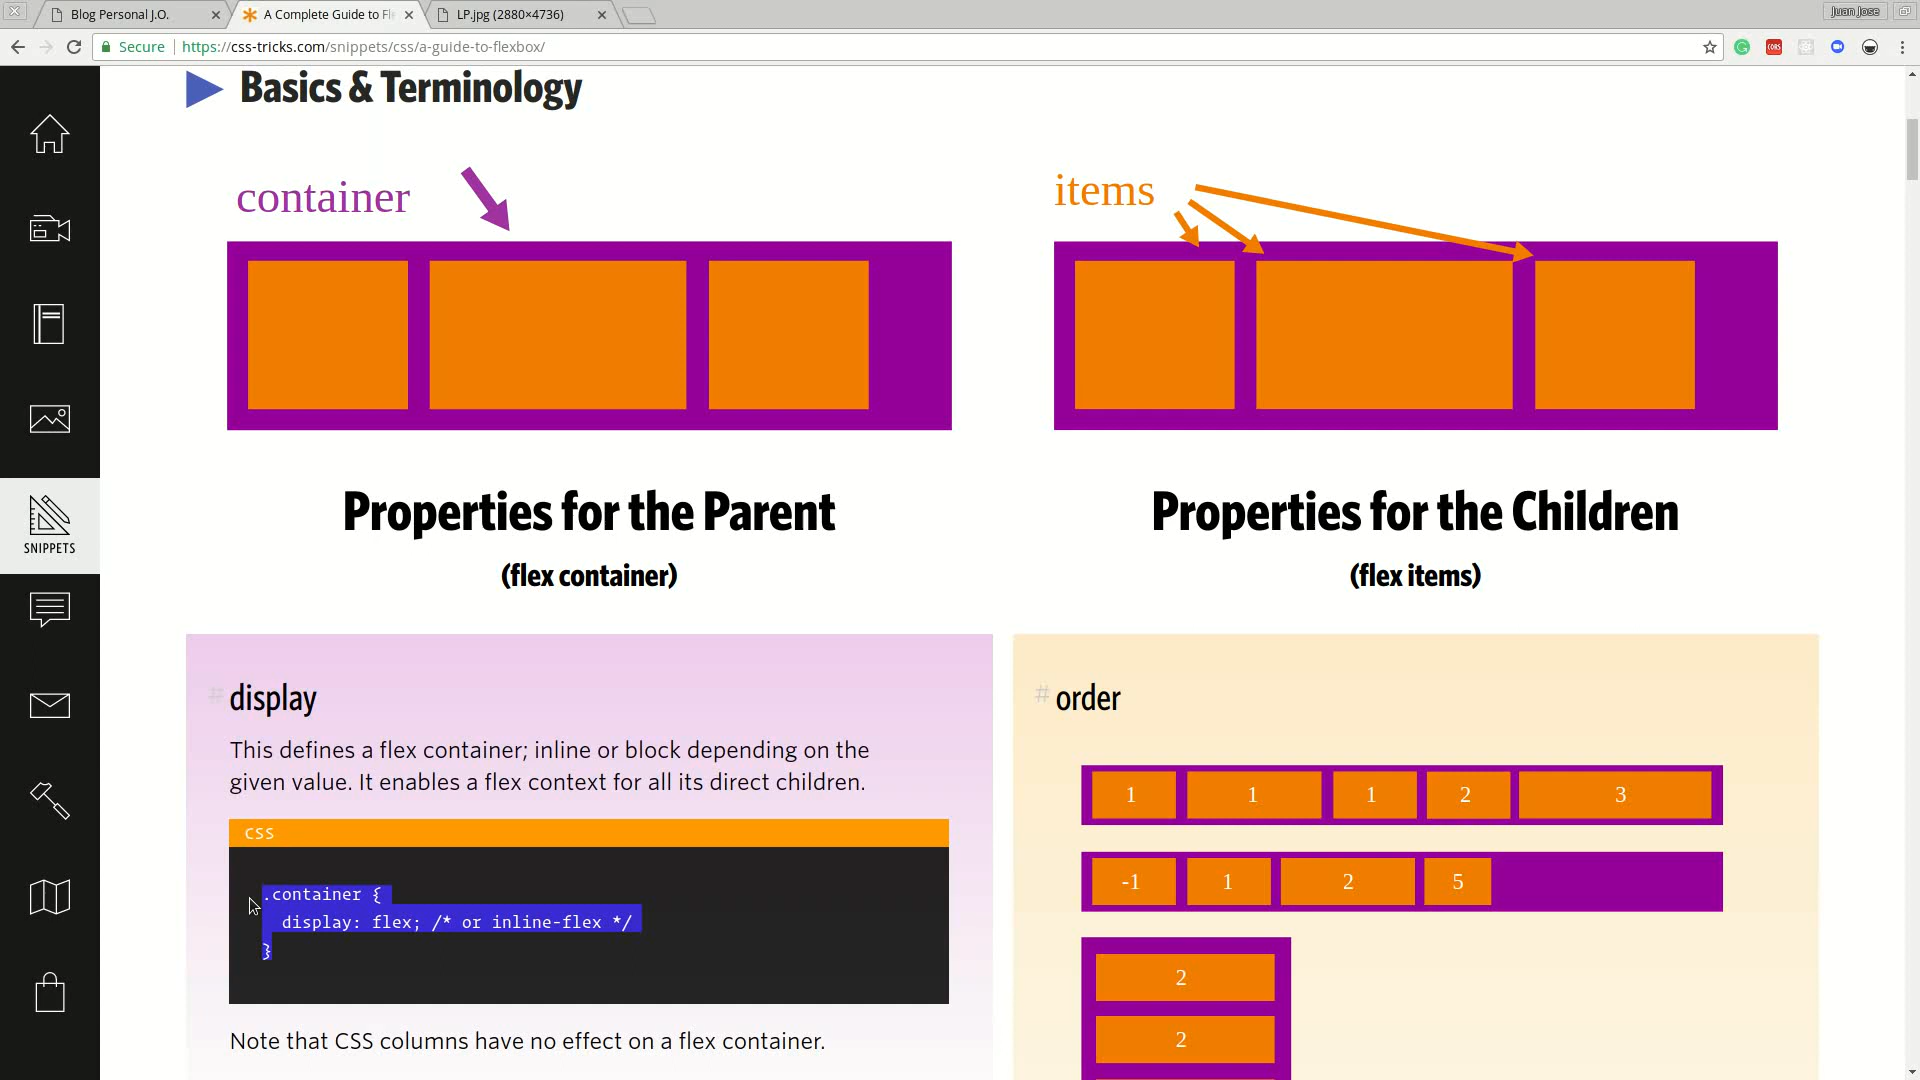 Blog Personal J.O.
A Complete Guide to Fl
LP.jpg (2880×4736)
Juan Jose
Secure
https://css-tricks.com/snippets/css/a-guide-to-flexbox/
Basics & Terminology
container
items
Properties for the Parent
(flex container)
Properties for the Children
(flex items)
SNIPPETS
# display
This defines a flex container; inline or block depending on the
given value. It enables a flex context for all its direct children.
CSS
.container {
display: flex; /* or inline-flex */
}
Note that CSS columns have no effect on a flex container.
# order
1 1 1 2 3
-1 1 2 5
2
2